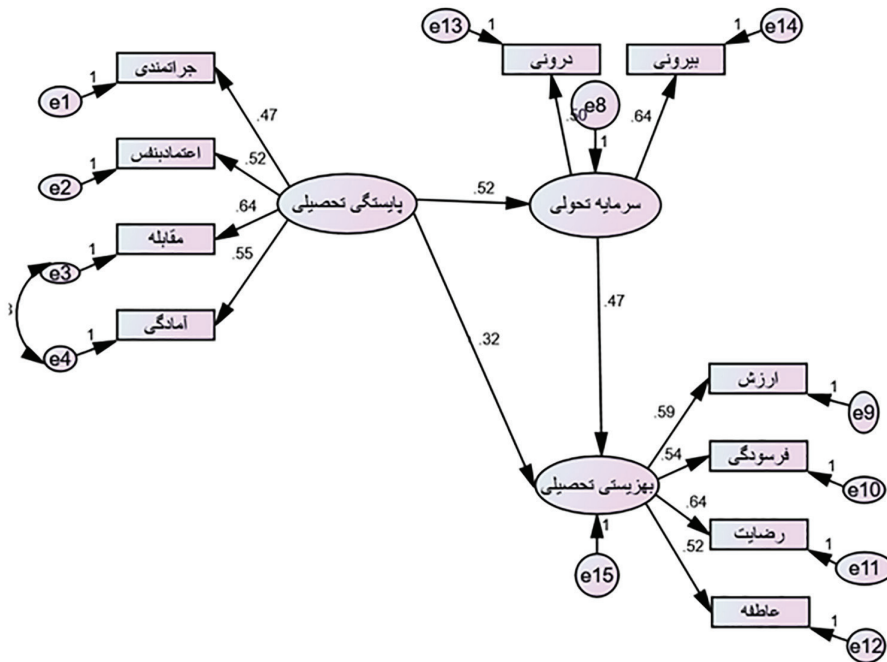 e13
1
درونی
بیرونی
1
e14
جراتمندی
1
e1
.47
e8
.50
.64
1
اعتمادبنفس
1
e2
.52
پایستگی تحصیلی
.52
سرمایه تحولی
مقابله
1
e3
.64
آمادگی
1
e4
.55
.47
.32
ارزش
1
e9
.59
بهزیستی تحصیلی
فرسودگی
1
e10
.54
رضایت
1
e11
.64
عاطفه
1
e12
.52
1
e15